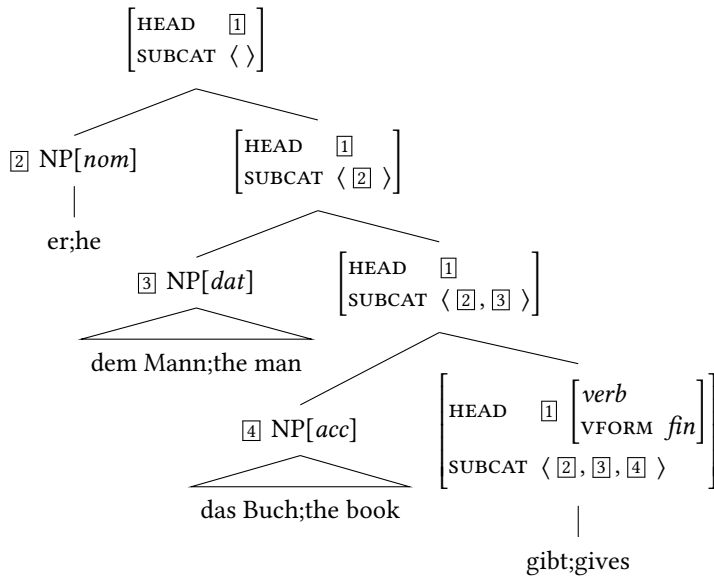 [HEAD 1
SUBCAT ⟨ ⟩]
2 NP[nom]
[HEAD 1
SUBCAT ⟨ 2 ⟩]
er;he
3 NP[dat]
[HEAD 1
SUBCAT ⟨ 2 , 3 ⟩]
dem Mann;the man
4 NP[acc]
[HEAD 1 [verb
VFORM fin]
SUBCAT ⟨ 2 , 3 , 4 ⟩]
das Buch;the book
gibt;gives